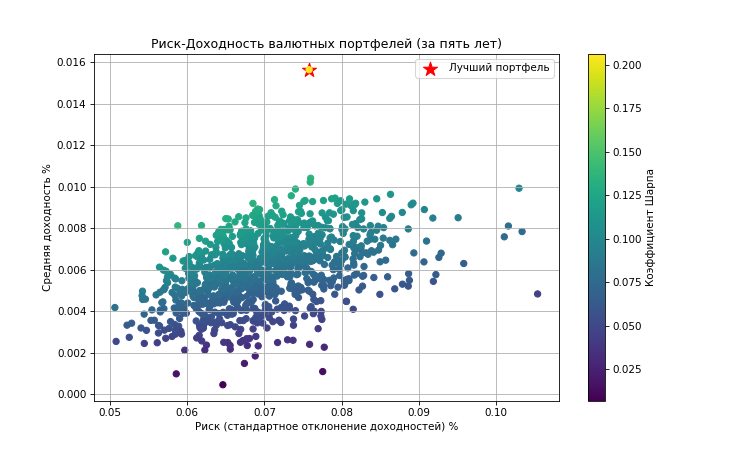 Риск-Доходность валютных портфелей (за пять лет)
Лучший портфель
Средняя доходность %
0.016
0.014
0.012
0.010
0.008
0.006
0.004
0.002
0.000
0.05 0.06 0.07 0.08 0.09 0.10
Риск (стандартное отклонение доходностей) %
0.200
0.175
0.150
0.125
0.100
0.075
0.050
0.025
Коэффициент Шарпа